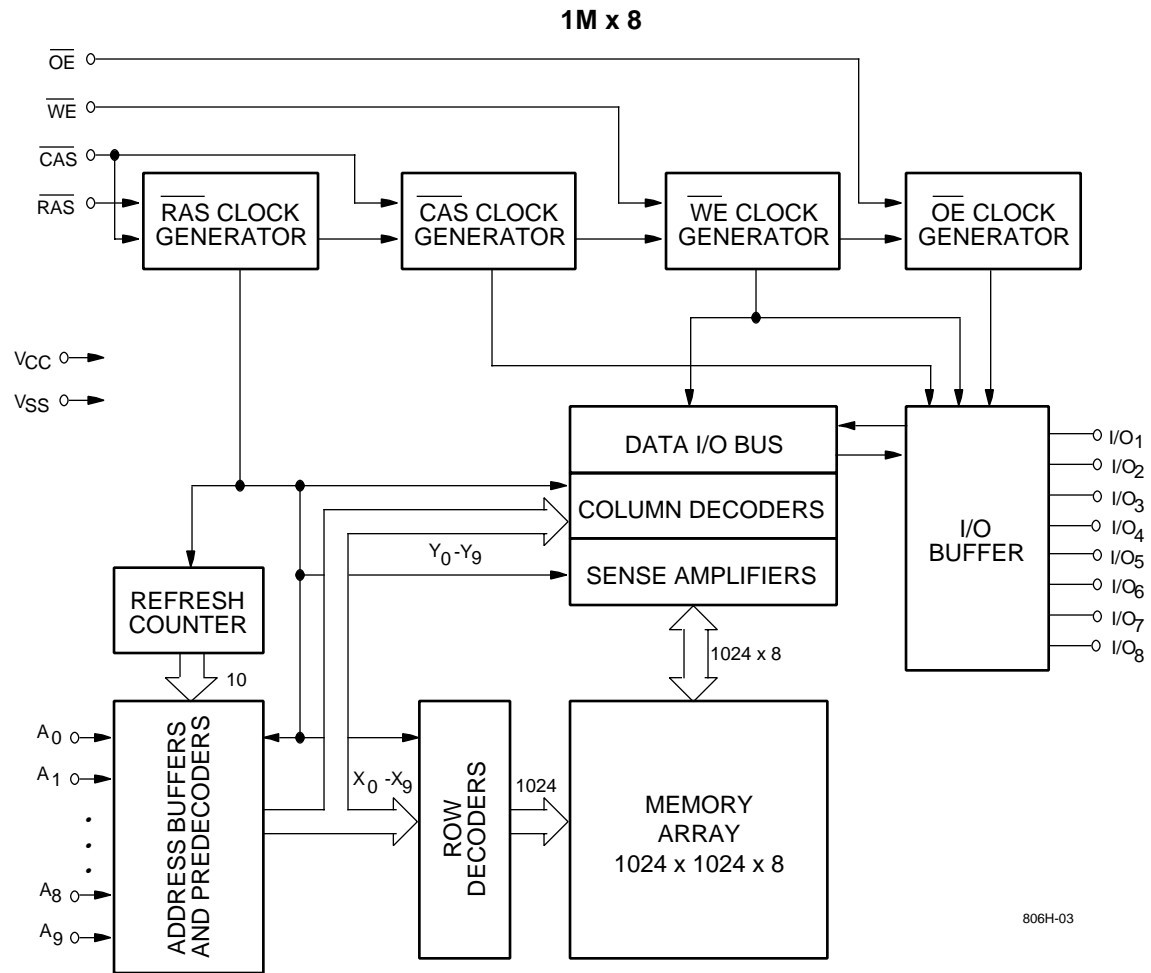 1M x 8
OE
WE
CAS
RAS
RAS CLOCK
GENERATOR
CAS CLOCK
GENERATOR
WE CLOCK
GENERATOR
OE CLOCK
GENERATOR
VCC
VSS
DATA I/O BUS
COLUMN DECODERS
SENSE AMPLIFIERS
Y0-Y9
I/O
BUFFER
I/O1
I/O2
I/O3
I/O4
I/O5
I/O6
I/O7
I/O8
REFRESH
COUNTER
10
1024 x 8
A0
A1
A8
A9
ADDRESS BUFFERS
AND PREDECODERS
X0 -X9
ROW
DECODERS
1024
MEMORY
ARRAY
1024 x 1024 x 8
806H-03